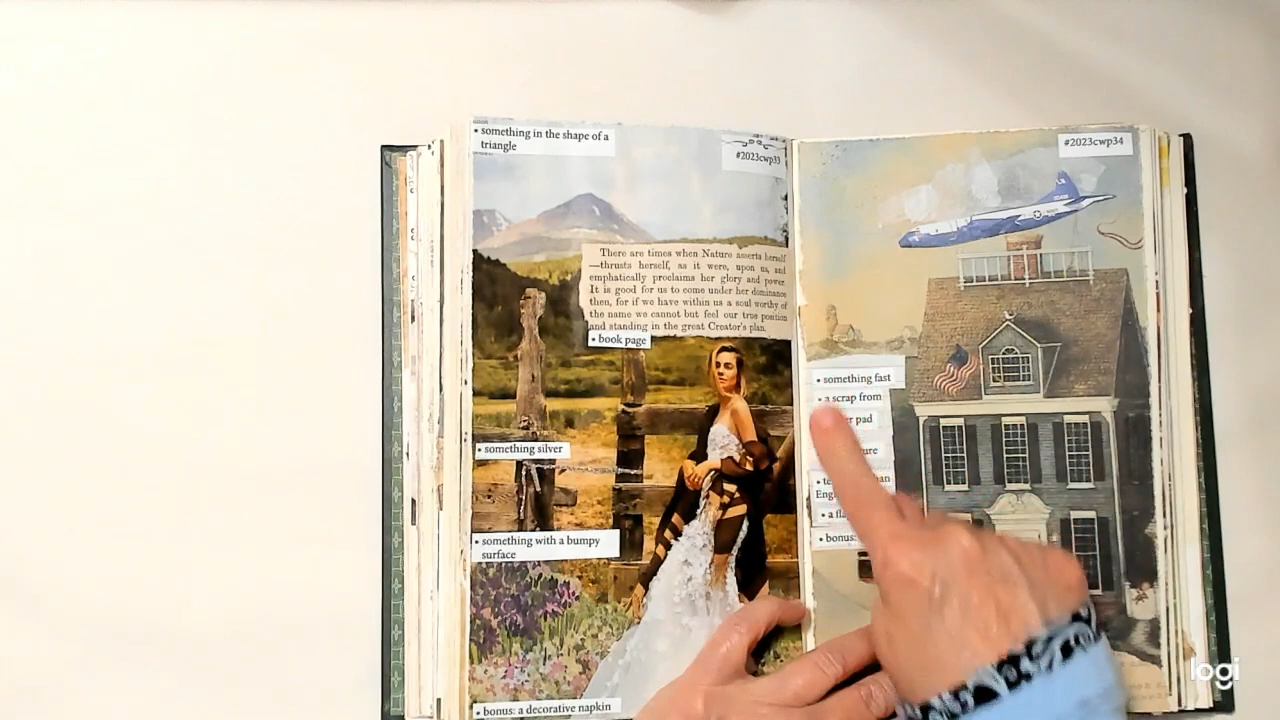 • something in the shape of a
triangle
#2023cwp33
There are times when Nature asserts herself
—thrusts herself, as it were, upon us, and
emphatically proclaims her glory and power.
It is good for us to come under her dominance
then, for if we have within us a soul worthy of
the name we cannot but feel our true position
and standing in the great Creator's plan.
• book page
• something silver
• something with a bumpy
surface
• bonus: a decorative napkin
#2023cwp34
• something fast
• a scrap from
pad
• bonus:
logi